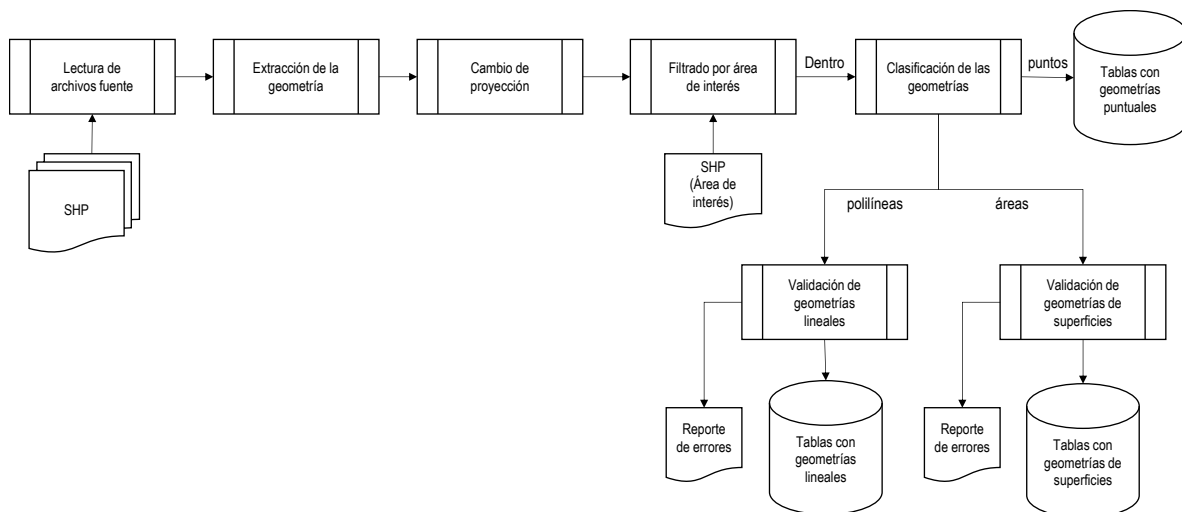 Lectura de
archivos fuente
Extracción de la
geometría
Cambio de
proyección
Filtrado por área
de interés
Dentro
Clasificación de las
geometrías
puntos
Tablas con
geometrías
puntuales
SHP
SHP
(Área de
interés)
polilíneas
áreas
Validación de
geometrías
lineales
Validación de
geometrías de
superficies
Reporte
de errores
Tablas con
geometrías
lineales
Reporte
de errores
Tablas con
geometrías de
superficies